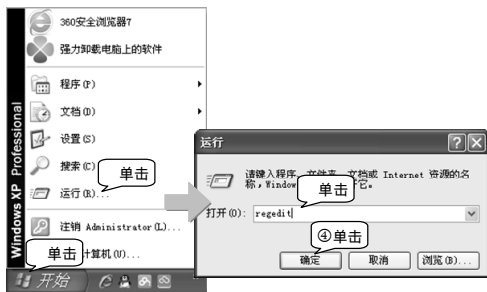 360安全浏览器7
强力卸载电脑上的软件
程序(P)
文档(D)
设置(S)
搜索(C)
单击
运行(R)...
注销 Administrator(L)...
单击
计算机(U)...
开始
Windows XP Professional
运行
请键入程序、文件夹、文档或 Internet 资源的名
称，Window
单击
它。
打开(O): regedit
④单击
确定 取消 浏览(B)...